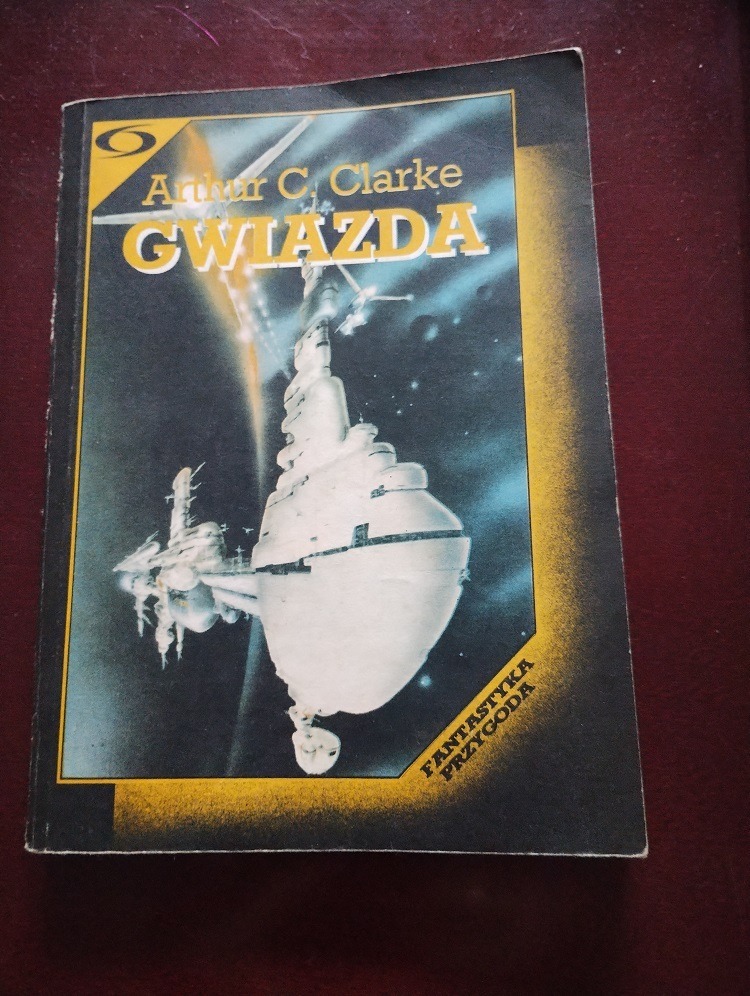 Arthur C. Clarke
GWIAZDA
FANTASTYKA
PRZYGODA